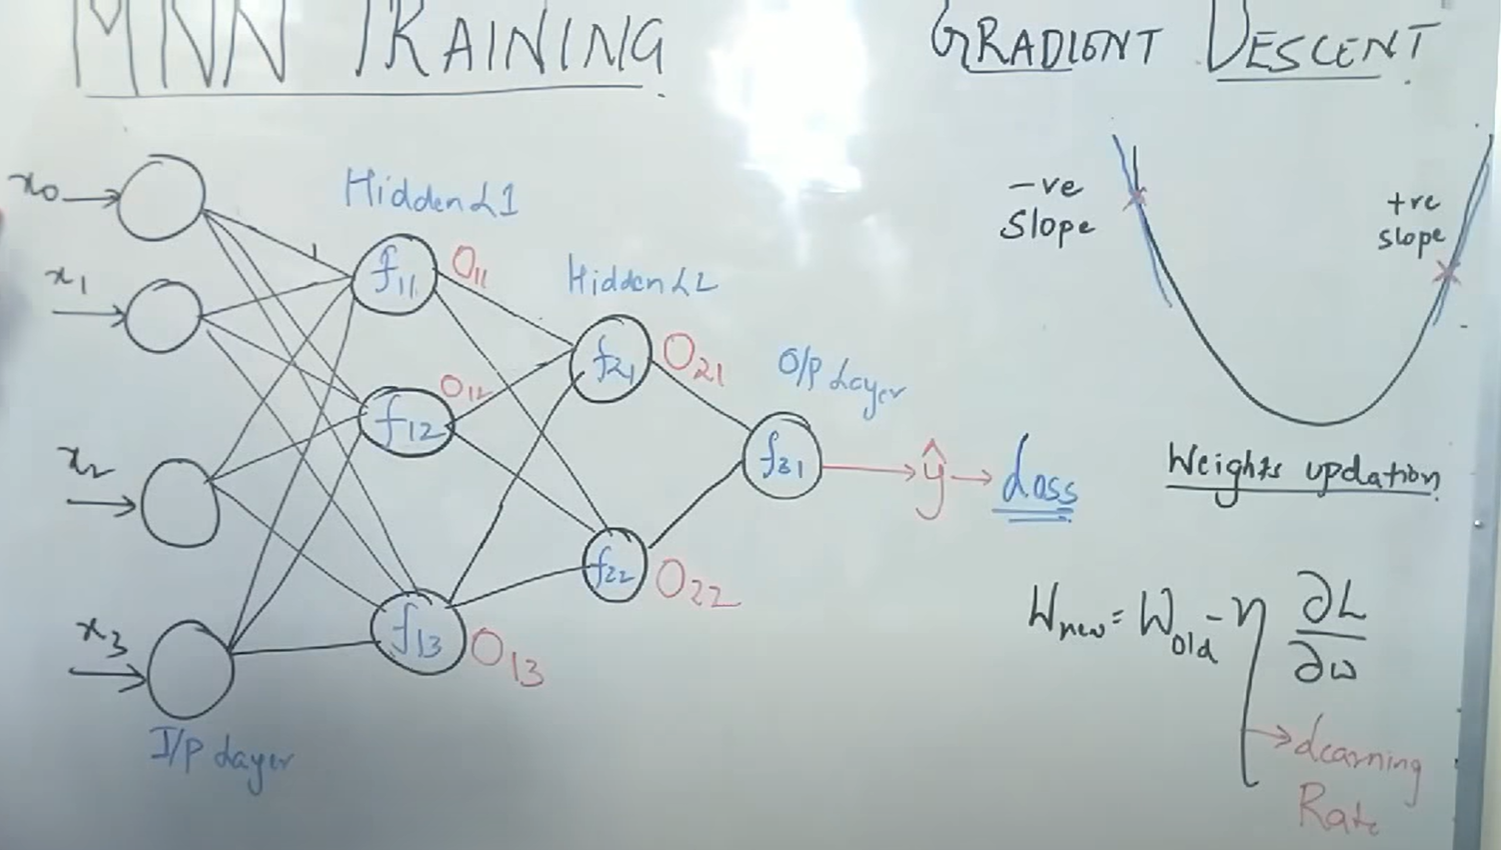 MNN TRAINING
GRADIENT DESCENT
x₀
x₁
x₂
x₃
I/P Layer
Hidden L1
f₁₁
O₁₁
f₁₂
O₁₂
f₁₃
O₁₃
Hidden L2
f₂₁
O₂₁
f₂₂
O₂₂
O/P Layer
f₃₁
ŷ
Loss
-ve
Slope
+ve
slope
Weights updation
Wnew = Wold - η ∂L/∂w
Learning
Rate